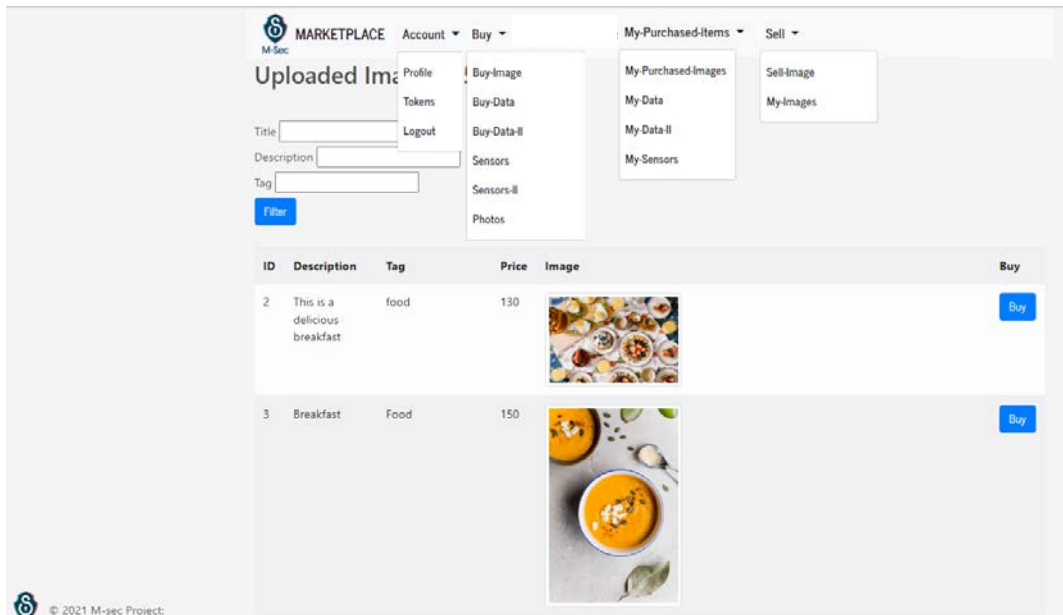 MARKETPLACE Account Buy My-Purchased-Items Sell
M-Sec
Uploaded Ima
Profile
Tokens
Logout
Buy-Image
Buy-Data
Buy-Data-II
Sensors
Sensors-II
Photos
My-Purchased-Images
My-Data
My-Data-II
My-Sensors
Sell-Image
My-Images
Title
Description
Tag
Filter
ID Description Tag Price Image Buy
2 This is a food 130 Buy
delicious
breakfast
3 Breakfast Food 150 Buy
© 2021 M-sec Project: